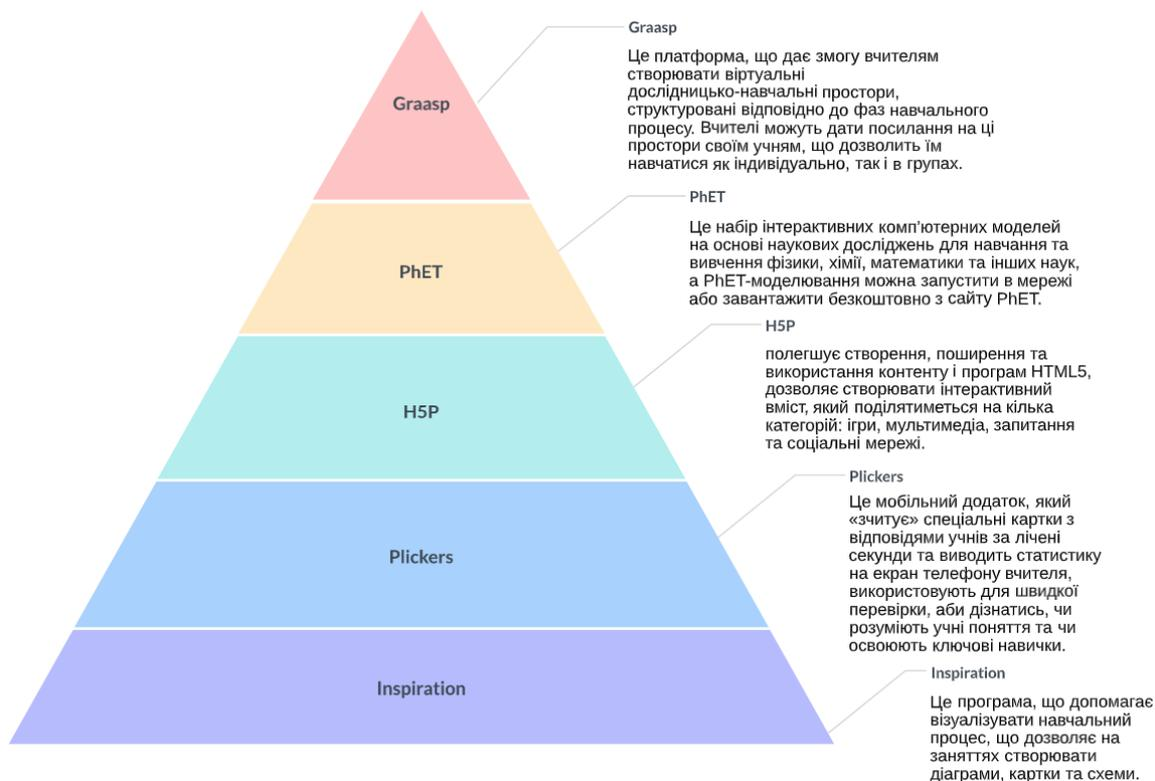 Graasp
Це платформа, що дає змогу вчителям
створювати віртуальні
дослідницько-навчальні простори,
структуровані відповідно до фаз навчального
процесу. Вчителі можуть дати посилання на ці
простори своїм учням, що дозволить їм
навчатися як індивідуально, так і в групах.
Graasp
PhET
Це набір інтерактивних комп'ютерних моделей
на основі наукових досліджень для навчання та
вивчення фізики, хімії, математики та інших наук,
а PhET-моделювання можна запустити в мережі
або завантажити безкоштовно з сайту PhET.
PhET
H5P
полегшує створення, поширення та
використання контенту і програм HTML5,
дозволяє створювати інтерактивний
вміст, який поділятиметься на кілька
категорій: ігри, мультимедіа, запитання
та соціальні мережі.
H5P
Plickers
Це мобільний додаток, який
«зчитує» спеціальні картки з
відповідями учнів за лічені
секунди та виводить статистику
на екран телефону вчителя,
використовують для швидкої
перевірки, аби дізнатись, чи
розуміють учні поняття та чи
освоюють ключові навички.
Plickers
Inspiration
Це програма, що допомагає
візуалізувати навчальний
процес, що дозволяє на
заняттях створювати
діаграми, картки та схеми.
Inspiration